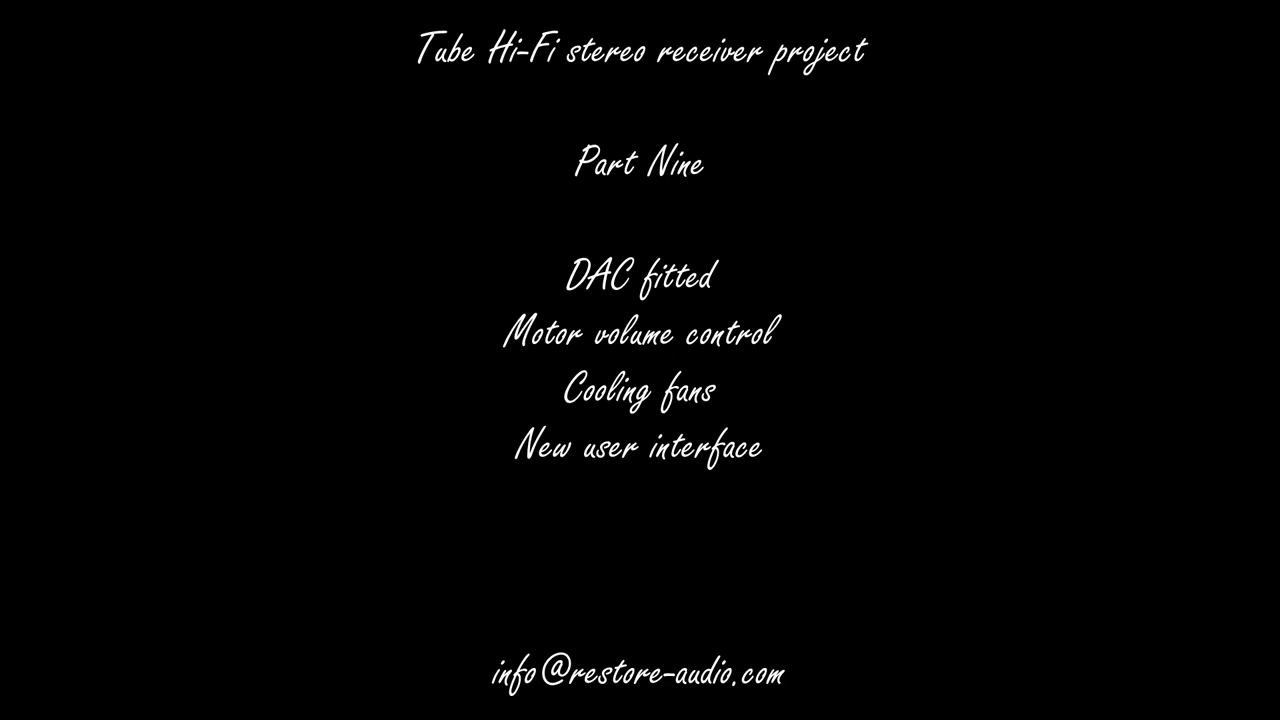 Tube Hi-Fi stereo receiver project
Part Nine
DAC fitted
Motor volume control
Cooling fans
New user interface
info@restore-audio.com